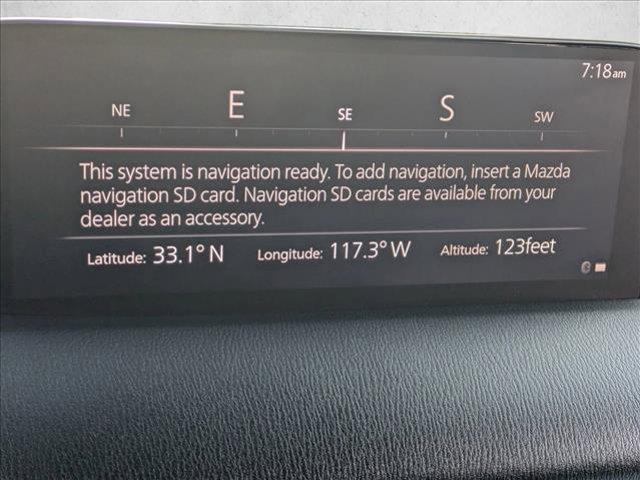 7:18am
NE E SE S SW
This system is navigation ready. To add navigation, insert a Mazda
navigation SD card. Navigation SD cards are available from your
dealer as an accessory.
Latitude: 33.1° N Longitude: 117.3° W Altitude: 123feet